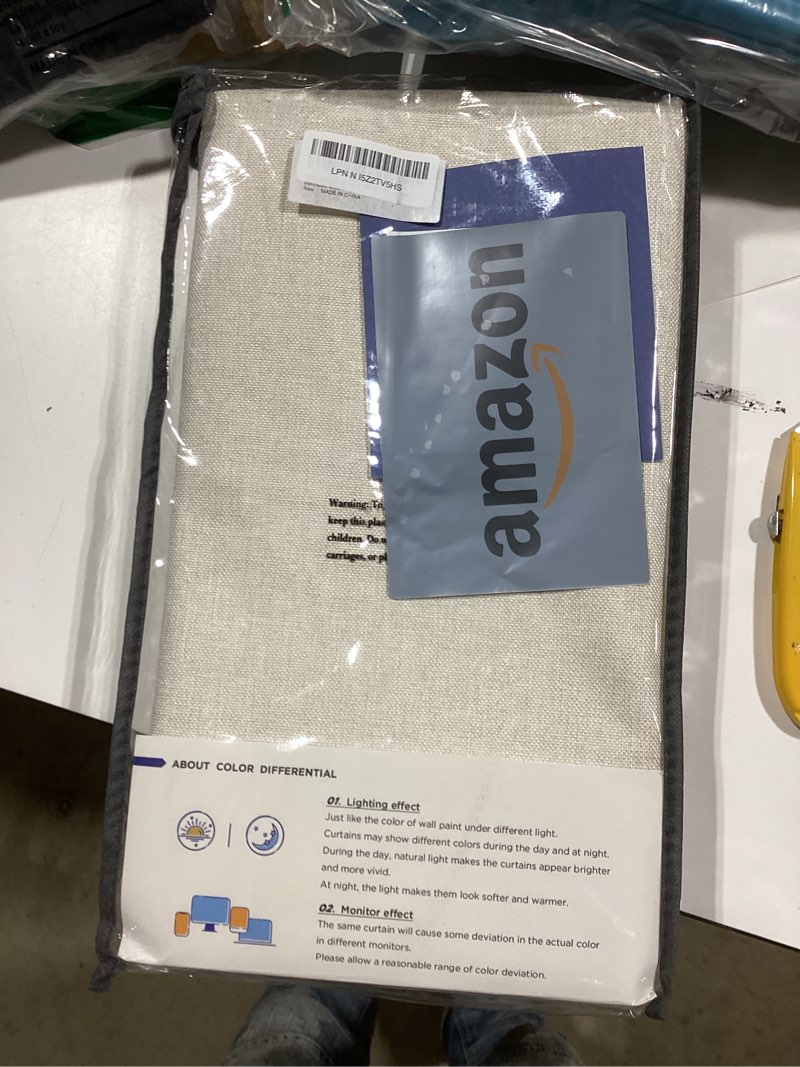 LPN N I5Z2TV5HS
New MADE IN CHINA
amazon
Warning: To
keep this plas
children. Do n
carriages, or pl
ABOUT COLOR DIFFERENTIAL
01. Lighting effect
Just like the color of wall paint under different light.
Curtains may show different colors during the day and at night.
During the day, natural light makes the curtains appear brighter
and more vivid.
At night, the light makes them look softer and warmer.
02. Monitor effect
The same curtain will cause some deviation in the actual color
in different monitors.
Please allow a reasonable range of color deviation.